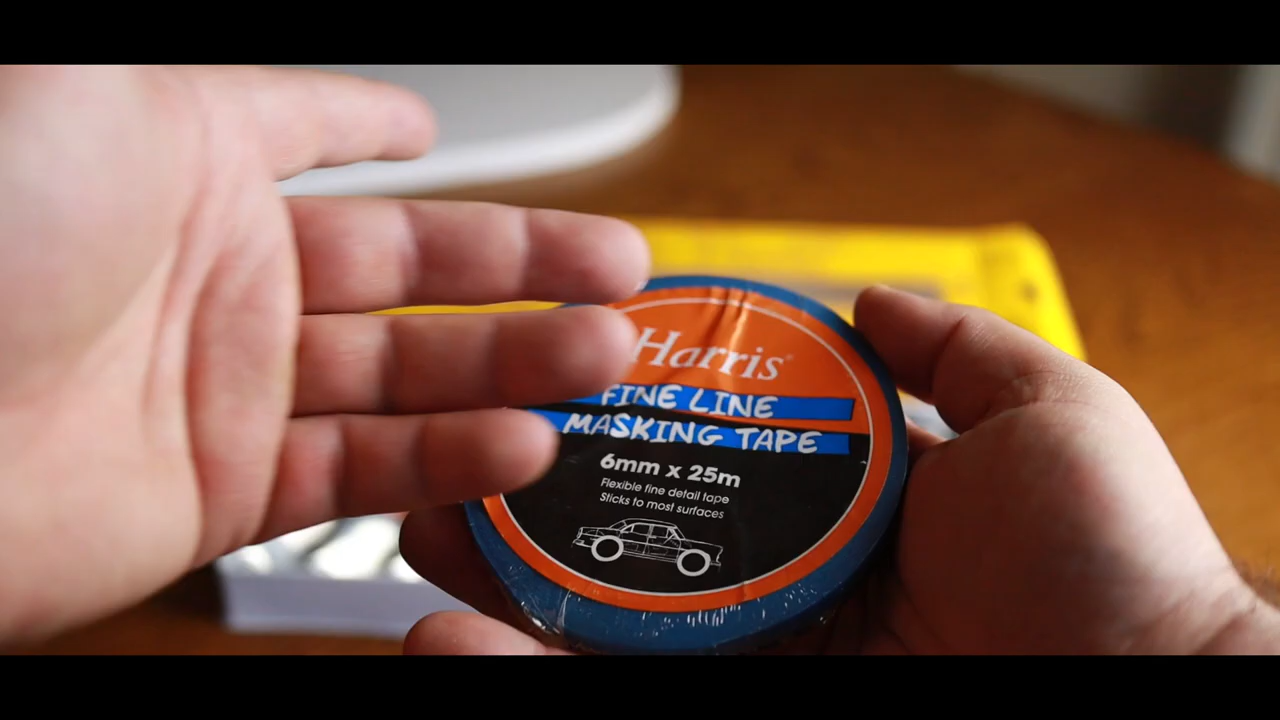 Harris
FINE LINE
MASKING TAPE
6mm x 25m
Flexible fine detail tape
Sticks to most surfaces